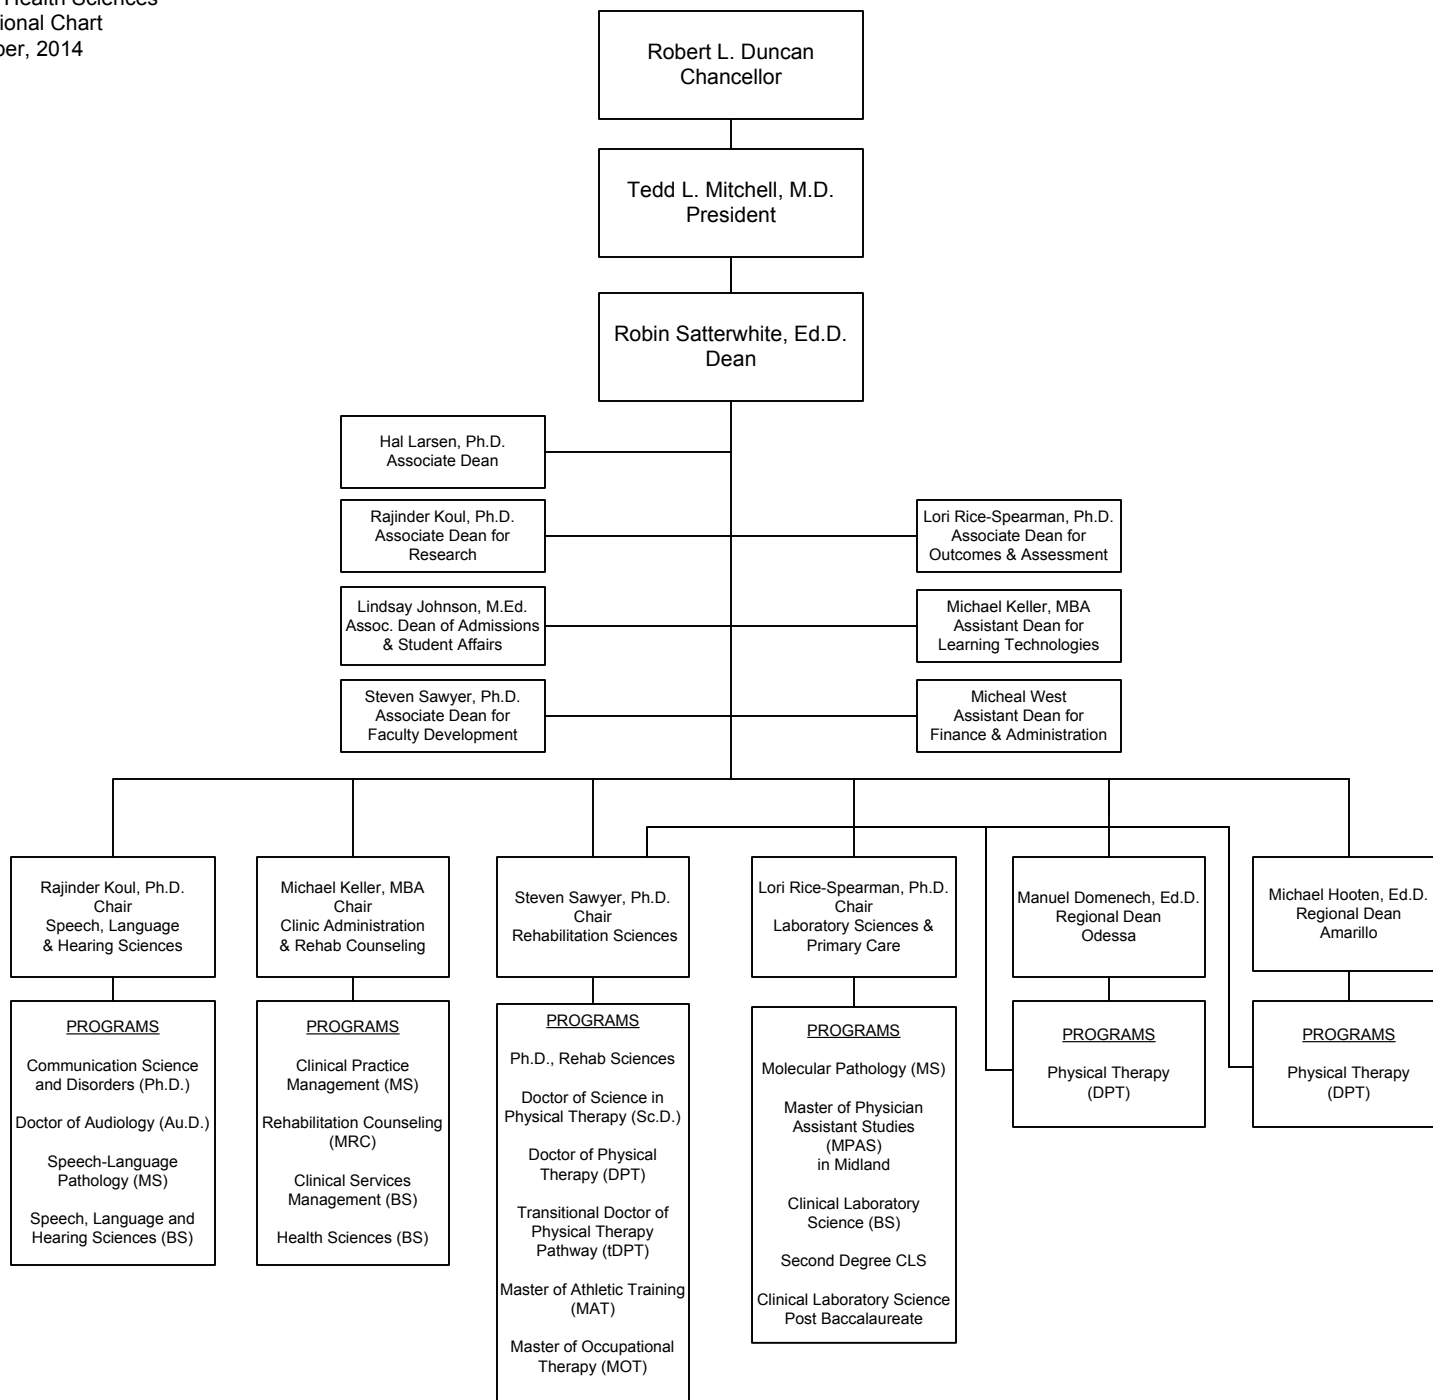 Health Sciences
ional Chart
ber, 2014
Robert L. Duncan
Chancellor
Tedd L. Mitchell, M.D.
President
Robin Satterwhite, Ed.D.
Dean
Hal Larsen, Ph.D.
Associate Dean
Rajinder Koul, Ph.D.
Associate Dean for
Research
Lori Rice-Spearman, Ph.D.
Associate Dean for
Outcomes & Assessment
Lindsay Johnson, M.Ed.
Assoc. Dean of Admissions
& Student Affairs
Michael Keller, MBA
Assistant Dean for
Learning Technologies
Steven Sawyer, Ph.D.
Associate Dean for
Faculty Development
Micheal West
Assistant Dean for
Finance & Administration
Rajinder Koul, Ph.D.
Chair
Speech, Language
& Hearing Sciences
Michael Keller, MBA
Chair
Clinic Administration
& Rehab Counseling
Steven Sawyer, Ph.D.
Chair
Rehabilitation Sciences
Lori Rice-Spearman, Ph.D.
Chair
Laboratory Sciences &
Primary Care
Manuel Domenech, Ed.D.
Regional Dean
Odessa
Michael Hooten, Ed.D.
Regional Dean
Amarillo
PROGRAMS
Communication Science
and Disorders (Ph.D.)
Doctor of Audiology (Au.D.)
Speech-Language
Pathology (MS)
Speech, Language and
Hearing Sciences (BS)
PROGRAMS
Clinical Practice
Management (MS)
Rehabilitation Counseling
(MRC)
Clinical Services
Management (BS)
Health Sciences (BS)
PROGRAMS
Ph.D., Rehab Sciences
Doctor of Science in
Physical Therapy (Sc.D.)
Doctor of Physical
Therapy (DPT)
Transitional Doctor of
Physical Therapy
Pathway (tDPT)
Master of Athletic Training
(MAT)
Master of Occupational
Therapy (MOT)
PROGRAMS
Molecular Pathology (MS)
Master of Physician
Assistant Studies
(MPAS)
in Midland
Clinical Laboratory
Science (BS)
Second Degree CLS
Clinical Laboratory Science
Post Baccalaureate
PROGRAMS
Physical Therapy
(DPT)
PROGRAMS
Physical Therapy
(DPT)